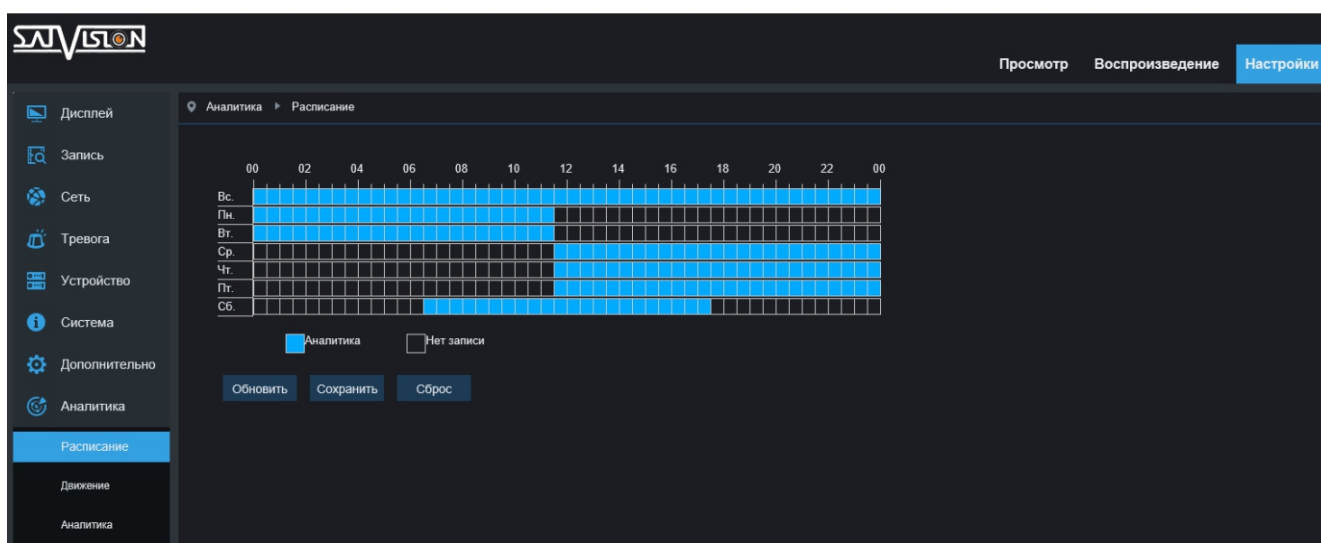 SATVISION
Просмотр Воспроизведение Настройки
Дисплей
Запись
Сеть
Тревога
Устройство
Система
Дополнительно
Аналитика
Расписание
Движение
Аналитика
Аналитика Расписание
00 02 04 06 08 10 12 14 16 18 20 22 00
Вс.
Пн.
Вт.
Ср.
Чт.
Пт.
Сб.
Аналитика Нет записи
Обновить Сохранить Сброс